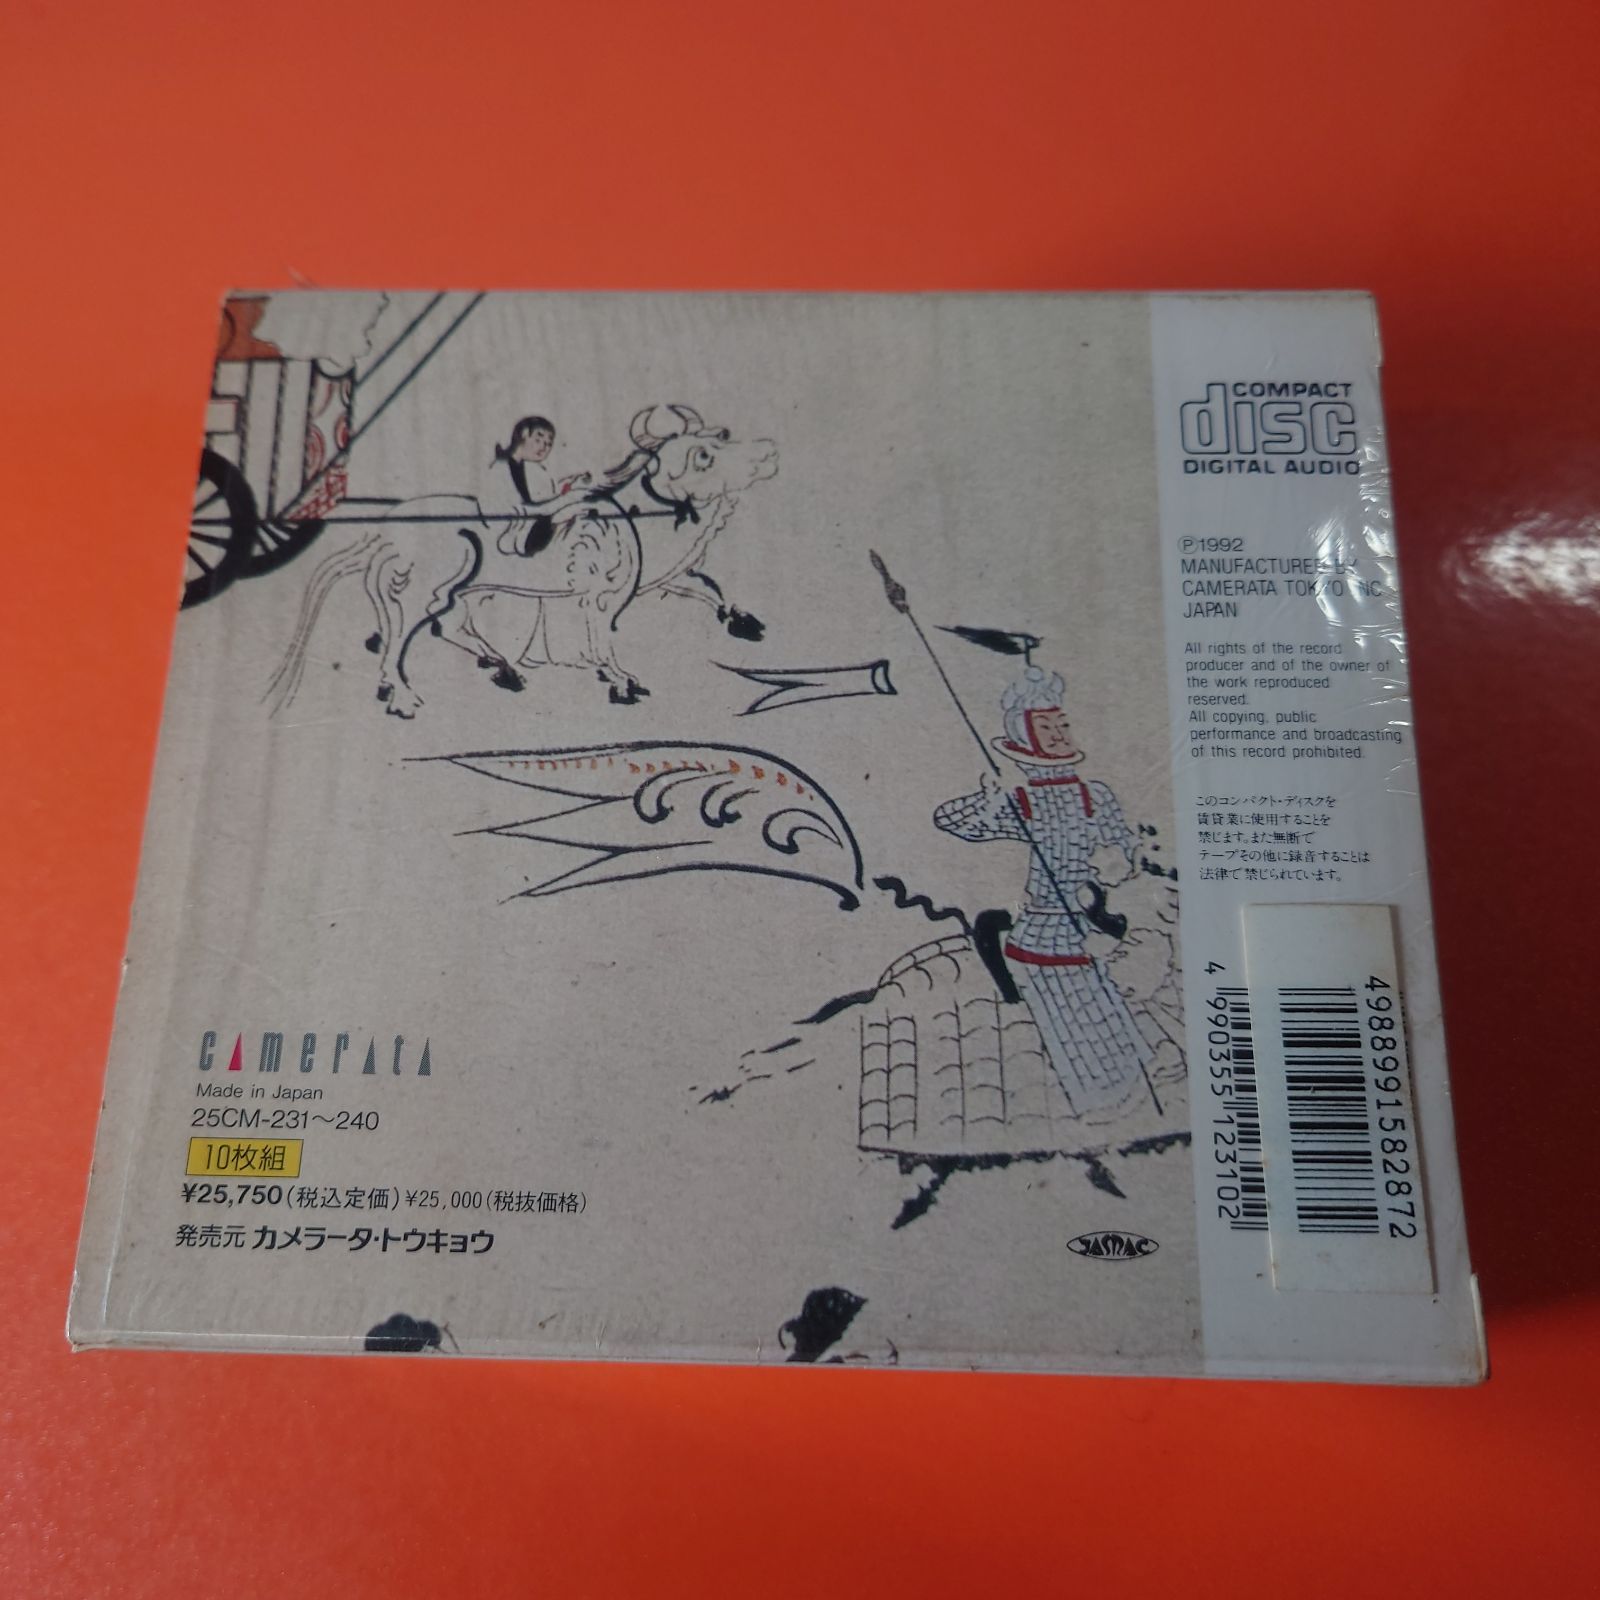 COMPACT
disc
DIGITAL AUDIO
Ⓟ1992
MANUFACTURED BY
CAMERATA TOKYO INC.
JAPAN
All rights of the record
producer and of the owner of
the work reproduced
reserved.
All copying, public
performance and broadcasting
of this record prohibited.
このコンパクト・ディスクを
賃貸業に使用することを
禁じます。また無断で
テープその他に録音することは
法律で禁じられています。
4 990355 123102
4988991582872
camerata
Made in Japan
25CM-231〜240
10枚組
¥25,750(税込定価)¥25,000(税抜価格)
発売元 カメラータ・トウキョウ
JASRAC